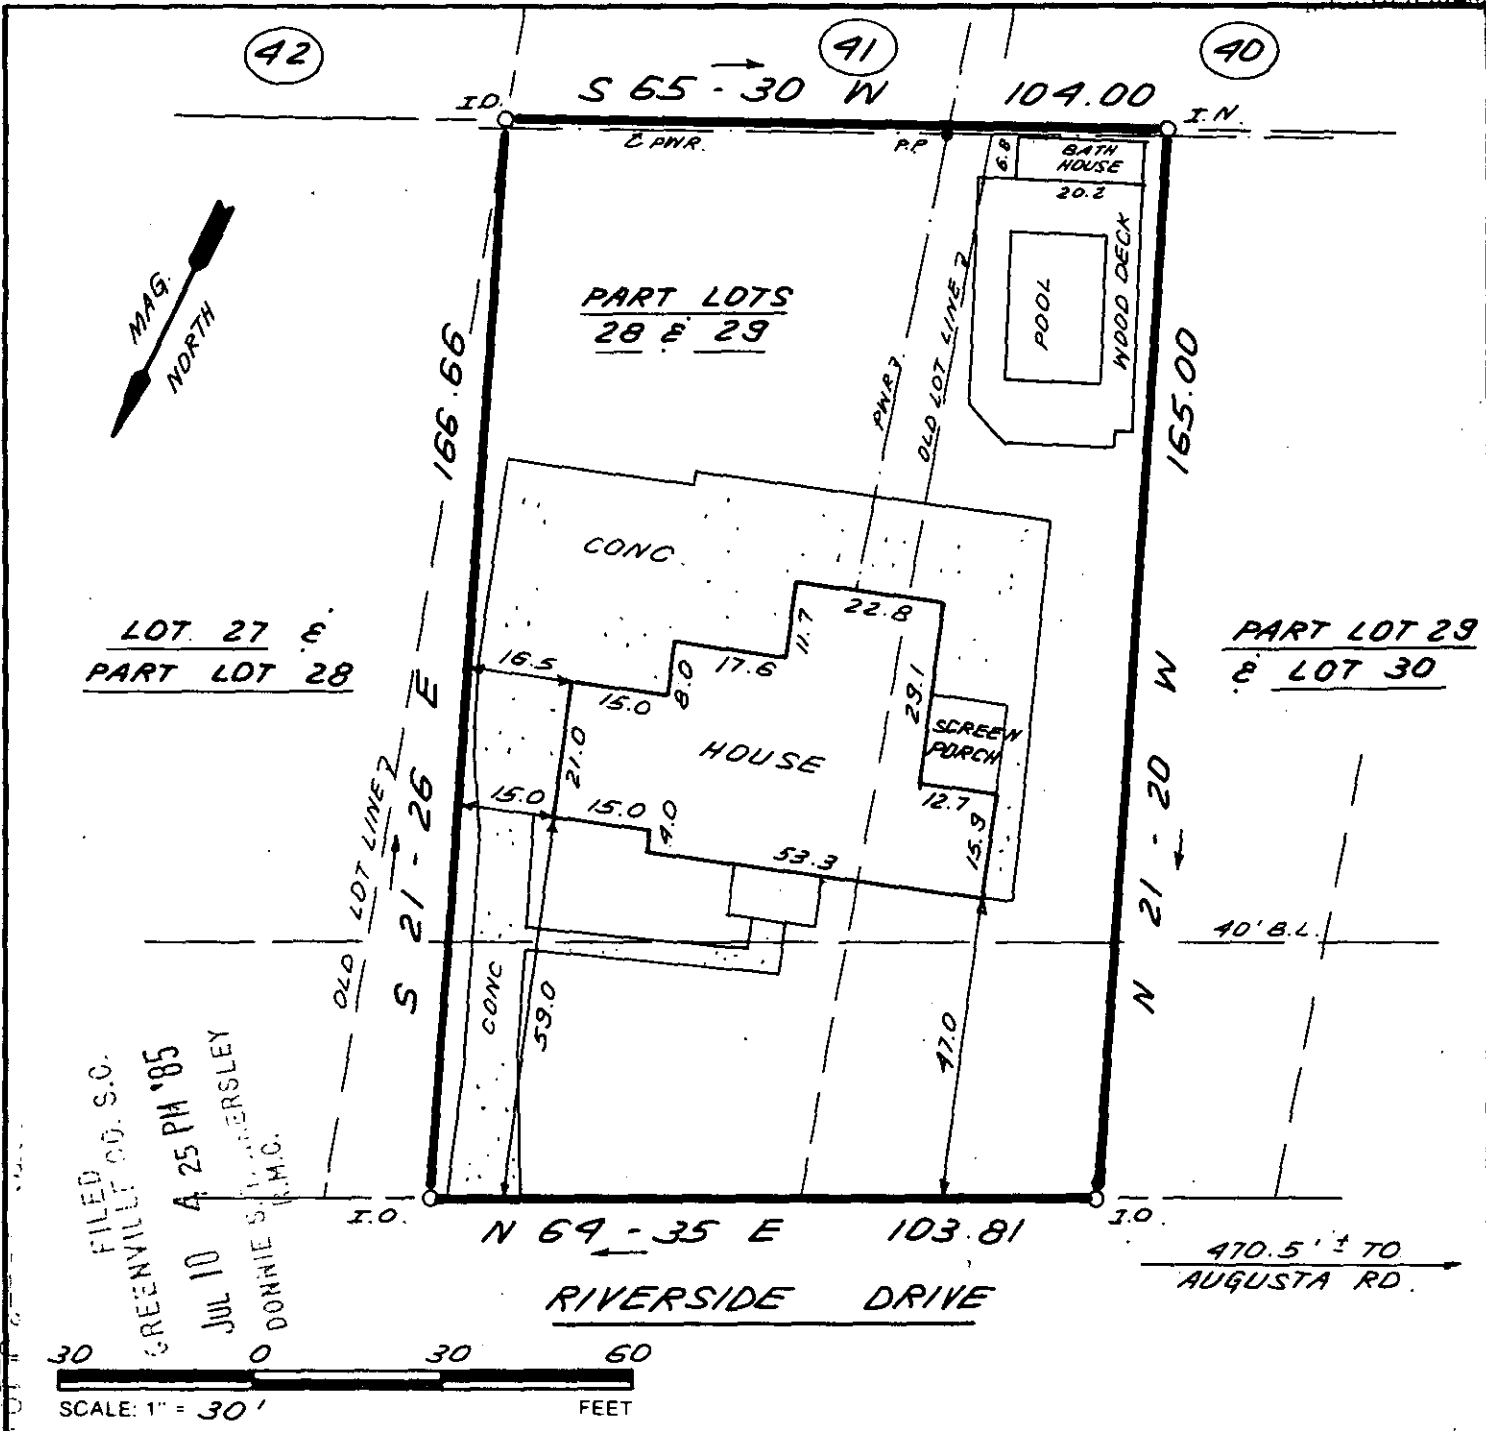 42
41
40
S 65 - 30 W 104.00
I.O.
I.N.
₵ PWR.
P.P.
6.8
BATH
HOUSE
20.2
POOL
WOOD DECK
MAG.
NORTH
PART LOTS
28 & 29
166.66
165.00
PWR
OLD LOT LINE
CONC.
LOT 27 &
PART LOT 28
PART LOT 29
& LOT 30
22.8
11.7
17.6
8.0
16.5
15.0
29.1
SCREEN
PORCH
HOUSE
21.0
15.0
15.0
4.0
12.7
15.9
53.3
S 21 - 26 E
N 21 - 20 W
OLD LOT LINE
40' B.L.
CONC
59.0
47.0
FILED
GREENVILLE CO. S.C.
JUL 10 4 25 PM '85
DONNIE
R.M.C.
I.O.
I.O.
N 64 - 35 E 103.81
470.5' ± TO
AUGUSTA RD.
RIVERSIDE DRIVE
30 0 30 60
SCALE: 1" = 30' FEET